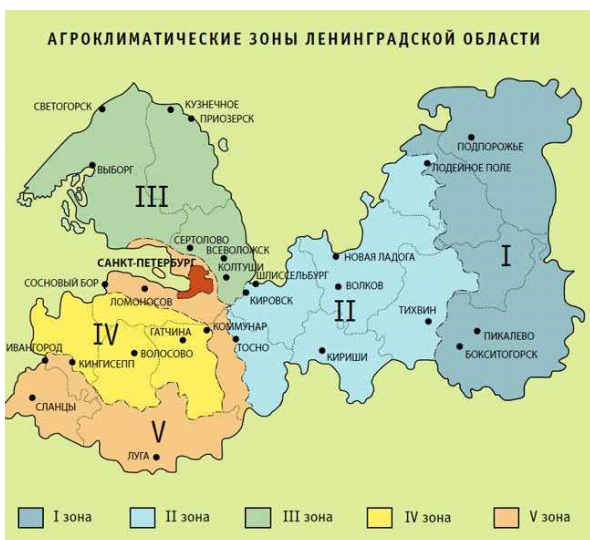 АГРОКЛИМАТИЧЕСКИЕ ЗОНЫ ЛЕНИНГРАДСКОЙ ОБЛАСТИ
СВЕТОГОРСК
КУЗНЕЧНОЕ
ПРИОЗЕРСК
ПОДПОРОЖЬЕ
ВЫБОРГ
ЛОДЕЙНОЕ ПОЛЕ
III
СЕРТОЛОВО
ВСЕВОЛОЖСК
САНКТ-ПЕТЕРБУРГ
КОЛТУШИ
НОВАЯ ЛАДОГА
I
СОСНОВЫЙ БОР
ШЛИССЕЛЬБУРГ
ВОЛКОВ
ЛОМОНОСОВ
КИРОВСК
II
ТИХВИН
IV
КОММУНАР
ГАТЧИНА
ПИКАЛЕВО
ИВАНГОРОД
ВОЛОСОВО
ТОСНО
КИРИШИ
БОКСИТОГОРСК
КИНГИСЕПП
СЛАНЦЫ
V
ЛУГА
I зона
II зона
III зона
IV зона
V зона